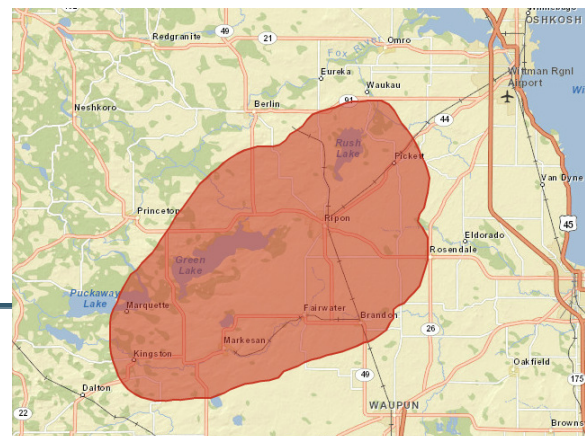 49
21
Redgranite
Omro
OSHKOSH
Fox River
Eureka
Wittman Rgnl
Airport
Waukau
Neshkoro
Berlin
91
44
Rush
Lake
Pickett
Van Dyne
Princeton
Ripon
45
Eldorado
Rosendale
Green
Lake
Puckaway
Lake
Marquette
Fairwater
Brandon
26
Markesan
Kingston
Oakfield
49
175
Dalton
22
WAUPUN
Browns